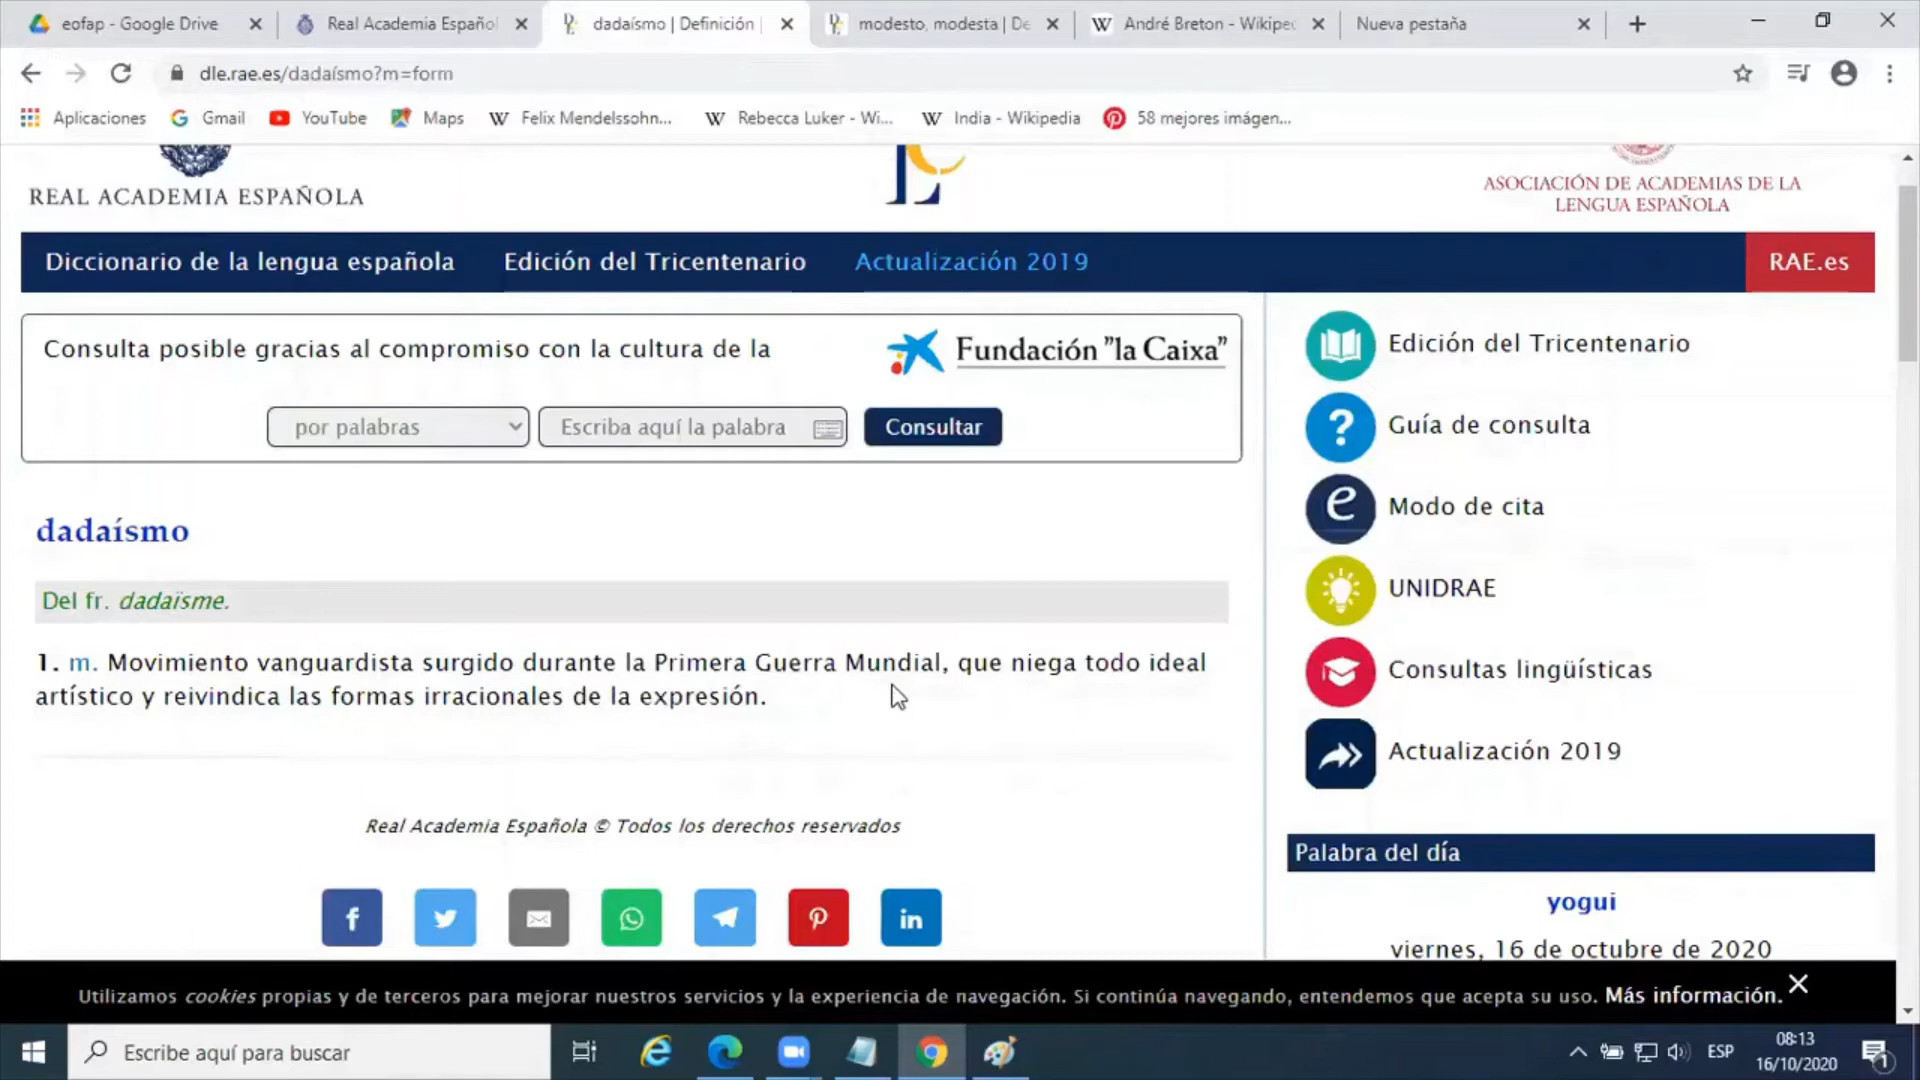 eofap - Google Drive
Real Academia Español
dadaísmo | Definición
modesto, modesta | De
André Breton - Wikipe
Nueva pestaña
dle.rae.es/dadaísmo?m=form
Aplicaciones
Gmail
YouTube
Maps
Felix Mendelssohn...
Rebecca Luker - Wi...
India - Wikipedia
58 mejores imágen...
REAL ACADEMIA ESPAÑOLA
ASOCIACIÓN DE ACADEMIAS DE LA
LENGUA ESPAÑOLA
Diccionario de la lengua española
Edición del Tricentenario
Actualización 2019
RAE.es
Consulta posible gracias al compromiso con la cultura de la
Fundación "la Caixa"
por palabras
Escriba aquí la palabra
Consultar
dadaísmo
Del fr. dadaïsme.
1. m. Movimiento vanguardista surgido durante la Primera Guerra Mundial, que niega todo ideal
artístico y reivindica las formas irracionales de la expresión.
Real Academia Española © Todos los derechos reservados
Edición del Tricentenario
Guía de consulta
Modo de cita
UNIDRAE
Consultas lingüísticas
Actualización 2019
Palabra del día
yogui
viernes, 16 de octubre de 2020
Utilizamos cookies propias y de terceros para mejorar nuestros servicios y la experiencia de navegación. Si continúa navegando, entendemos que acepta su uso. Más información.
Escribe aquí para buscar
ESP
08:13
16/10/2020
1